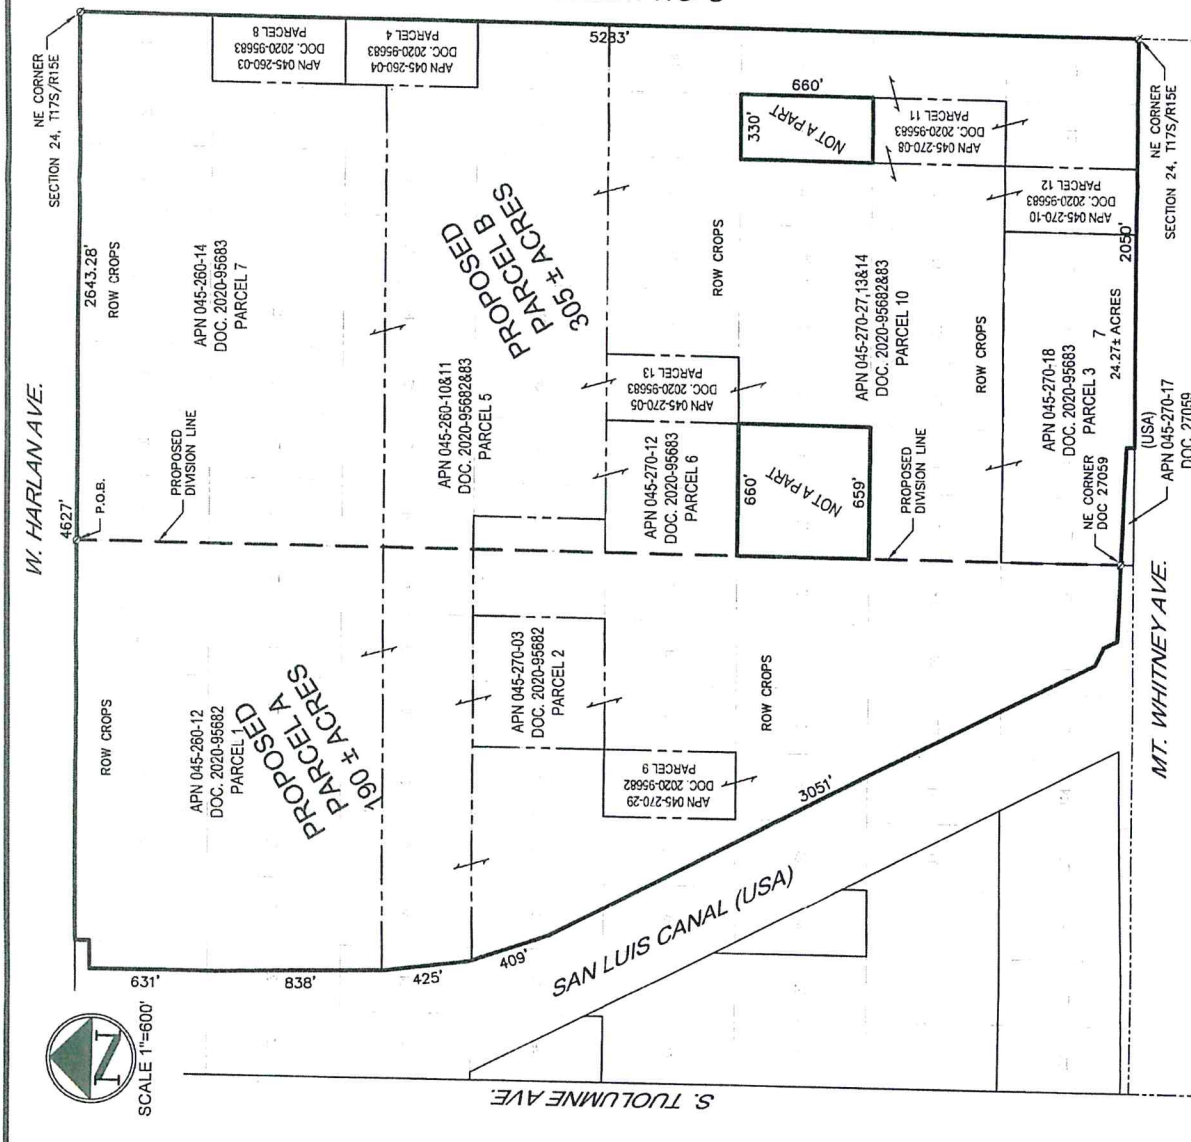 W. HARLAN AVE.
NE CORNER
SECTION 24, T17S/R15E
2643.28'
4627'
P.O.B.
ROW CROPS
APN 045-260-14
DOC. 2020-95683
PARCEL 7
APN 045-260-03
DOC. 2020-95683
PARCEL 8
APN 045-260-04
DOC. 2020-95683
PARCEL 4
5283'
PROPOSED
DIVISION LINE
PROPOSED
PARCEL B
305 ± ACRES
APN 045-260-10&11
DOC. 2020-95682&83
PARCEL 5
ROW CROPS
660'
330'
NOT A PART
APN 045-270-08
DOC. 2020-95683
PARCEL 11
APN 045-270-10
DOC. 2020-95683
PARCEL 12
NE CORNER
SECTION 24, T17S/R15E
2050'
APN 045-270-05
DOC. 2020-95683
PARCEL 13
APN 045-270-12
DOC. 2020-95683
PARCEL 6
660'
NOT A PART
659'
APN 045-270-27,13&14
DOC. 2020-95682&83
PARCEL 10
ROW CROPS
PROPOSED
DIVISION LINE
APN 045-270-18
DOC. 2020-95683
PARCEL 3
7
24.27± ACRES
NE CORNER
DOC 27059
(USA)
APN 045-270-17
DOC. 27059
ROW CROPS
APN 045-260-12
DOC. 2020-95682
PARCEL 1
PROPOSED
PARCEL A
190 ± ACRES
APN 045-270-03
DOC. 2020-95682
PARCEL 2
APN 045-270-29
DOC. 2020-95682
PARCEL 9
ROW CROPS
631'
838'
425'
409'
3051'
SAN LUIS CANAL (USA)
MT. WHITNEY AVE.
S. TUOLUMNE AVE.
N
SCALE 1"=600'